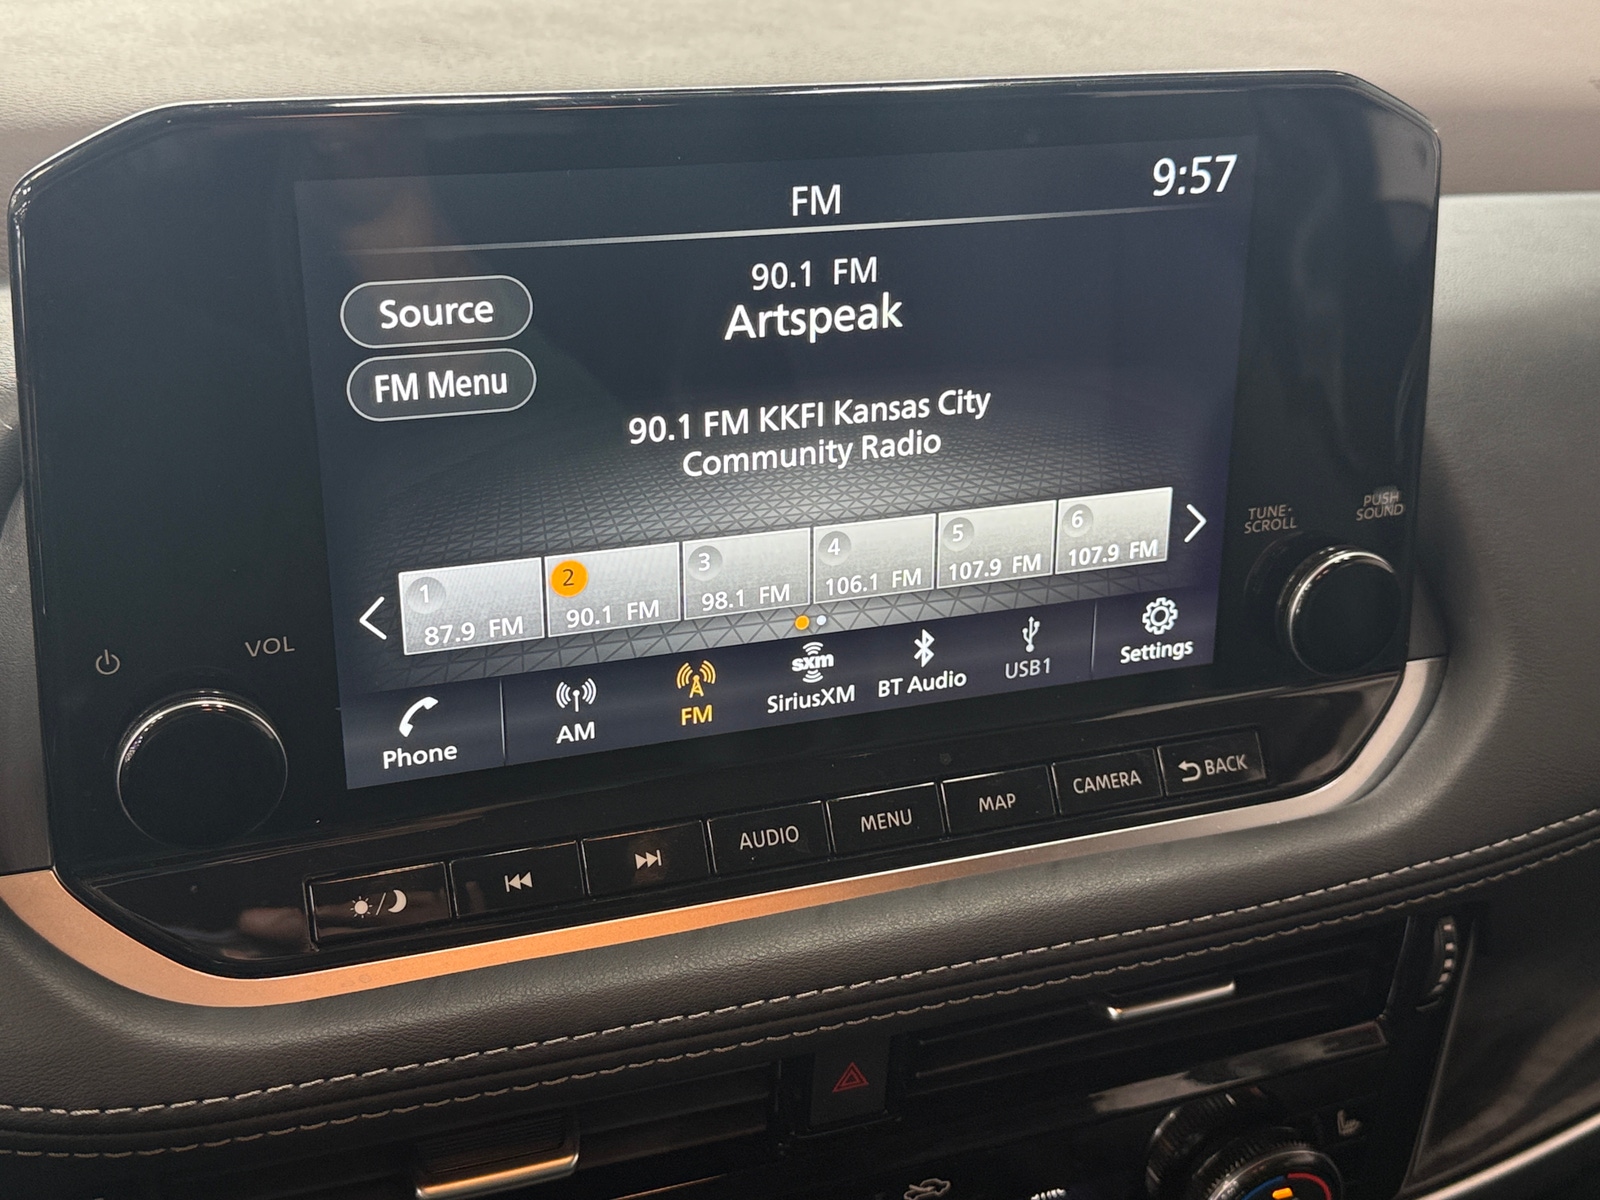 FM
9:57
90.1 FM
Artspeak
Source
FM Menu
90.1 FM KKFI Kansas City
Community Radio
1
87.9 FM
2
90.1 FM
3
98.1 FM
4
106.1 FM
5
107.9 FM
6
107.9 FM
Phone
AM
FM
sxm
SiriusXM
BT Audio
USB1
Settings
VOL
TUNE·
SCROLL
PUSH
SOUND
AUDIO
MENU
MAP
CAMERA
BACK